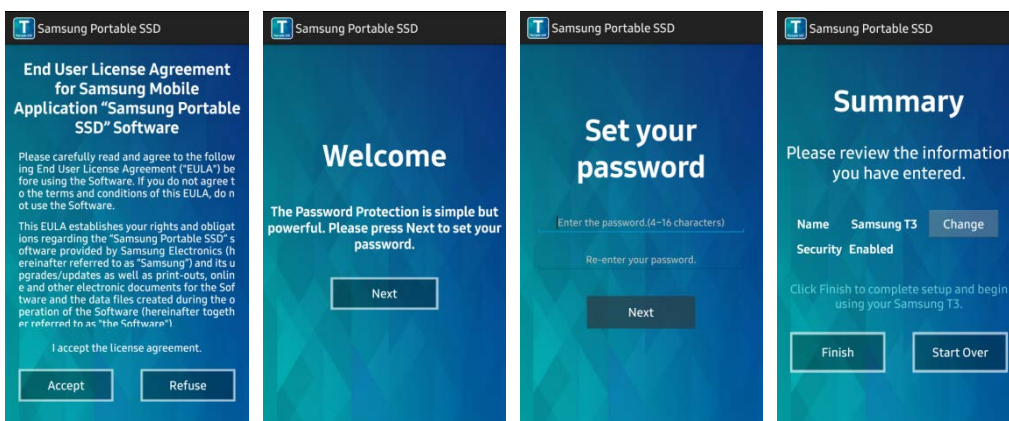 Samsung Portable SSD
End User License Agreement
for Samsung Mobile
Application “Samsung Portable
SSD” Software
Please carefully read and agree to the follow
ing End User License Agreement ("EULA") be
fore using the Software. If you do not agree t
o the terms and conditions of this EULA, do n
ot use the Software.
This EULA establishes your rights and obligat
ions regarding the "Samsung Portable SSD" s
oftware provided by Samsung Electronics (h
ereinafter referred to as "Samsung") and its u
pgrades/updates as well as print-outs, onlin
e and other electronic documents for the Sof
tware and the data files created during the o
peration of the Software (hereinafter togeth
er referred to as "the Software")
I accept the license agreement.
Accept
Refuse
Samsung Portable SSD
Welcome
The Password Protection is simple but
powerful. Please press Next to set your
password.
Next
Samsung Portable SSD
Set your
password
Enter the password.(4~16 characters)
Re-enter your password.
Next
Samsung Portable SSD
Summary
Please review the information
you have entered.
Name Samsung T3 Change
Security Enabled
Click Finish to complete setup and begin
using your Samsung T3.
Finish
Start Over